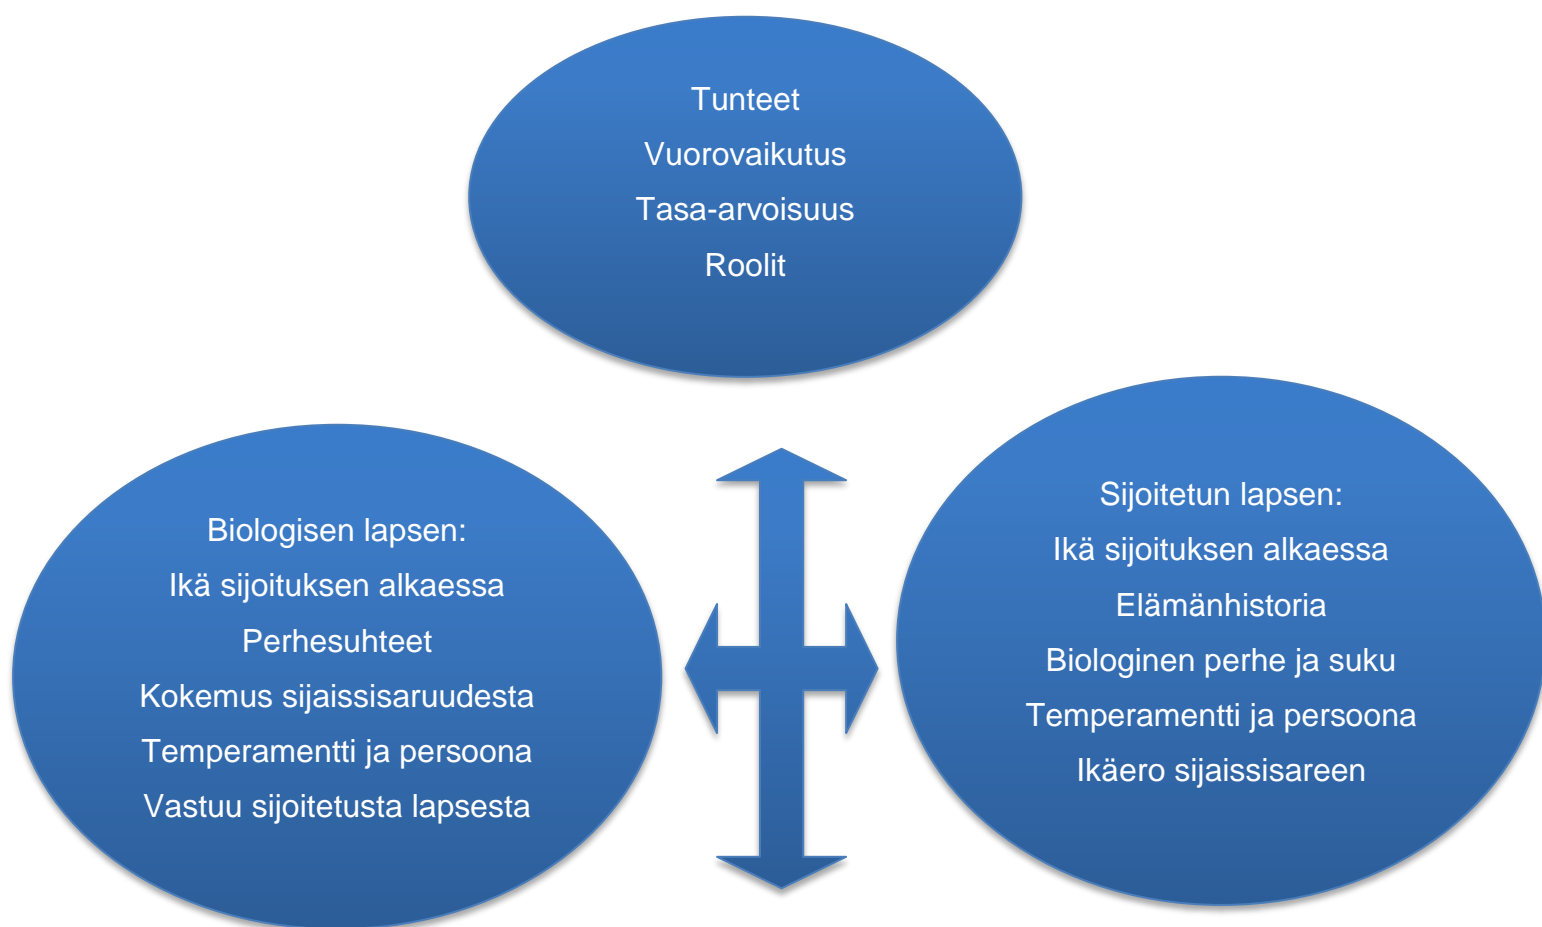 Tunteet
Vuorovaikutus
Tasa-arvoisuus
Roolit
Biologisen lapsen:
Ikä sijoituksen alkaessa
Perhesuhteet
Kokemus sijaissisaruudesta
Temperamentti ja persoona
Vastuu sijoitetusta lapsesta
Sijoitetun lapsen:
Ikä sijoituksen alkaessa
Elämänhistoria
Biologinen perhe ja suku
Temperamentti ja persoona
Ikäero sijaissisareen